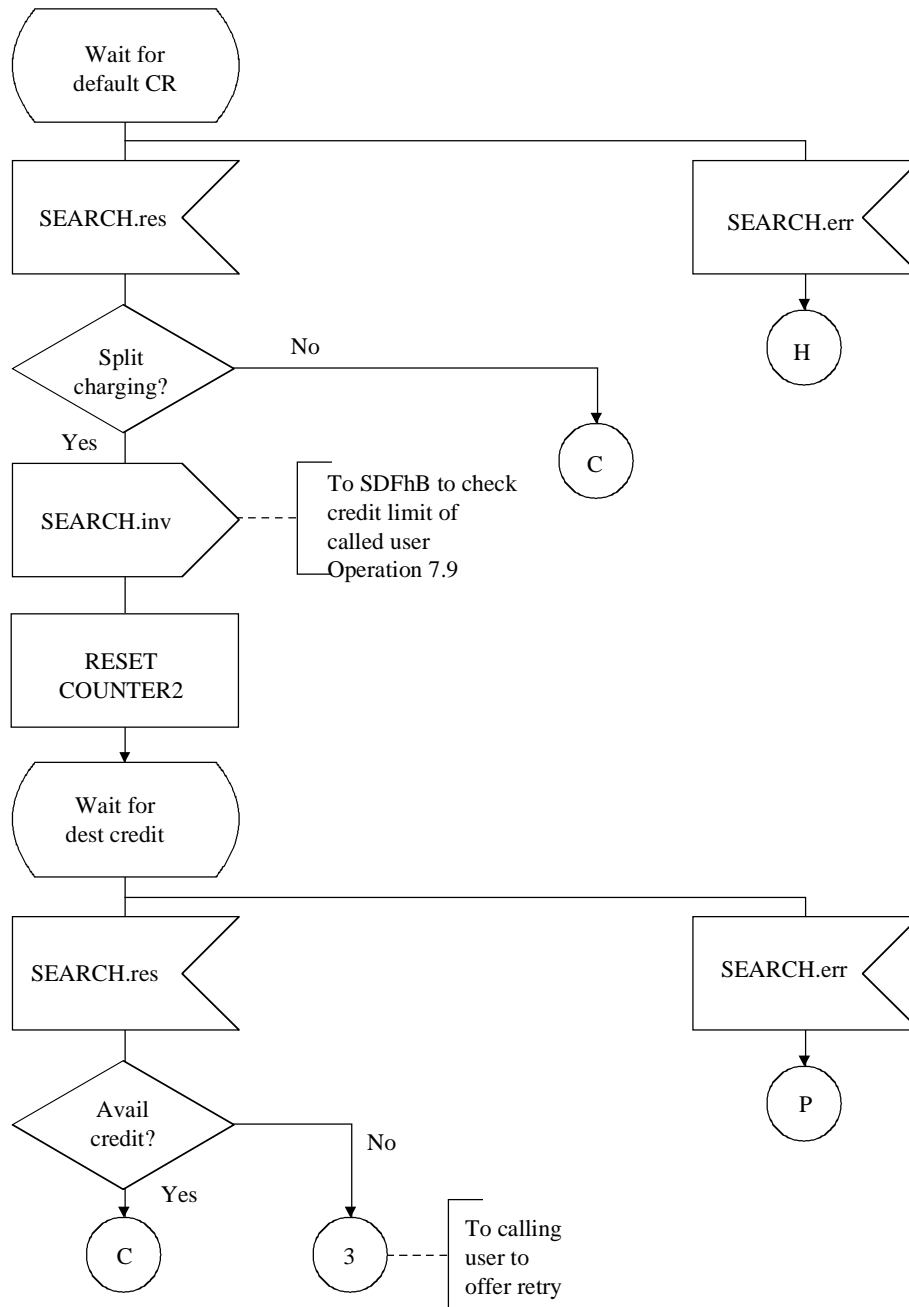 Wait for
default CR
SEARCH.res
SEARCH.err
H
Split
charging?
No
Yes
C
SEARCH.inv
To SDFhB to check
credit limit of
called user
Operation 7.9
RESET
COUNTER2
Wait for
dest credit
SEARCH.res
SEARCH.err
P
Avail
credit?
No
Yes
C
3
To calling
user to
offer retry